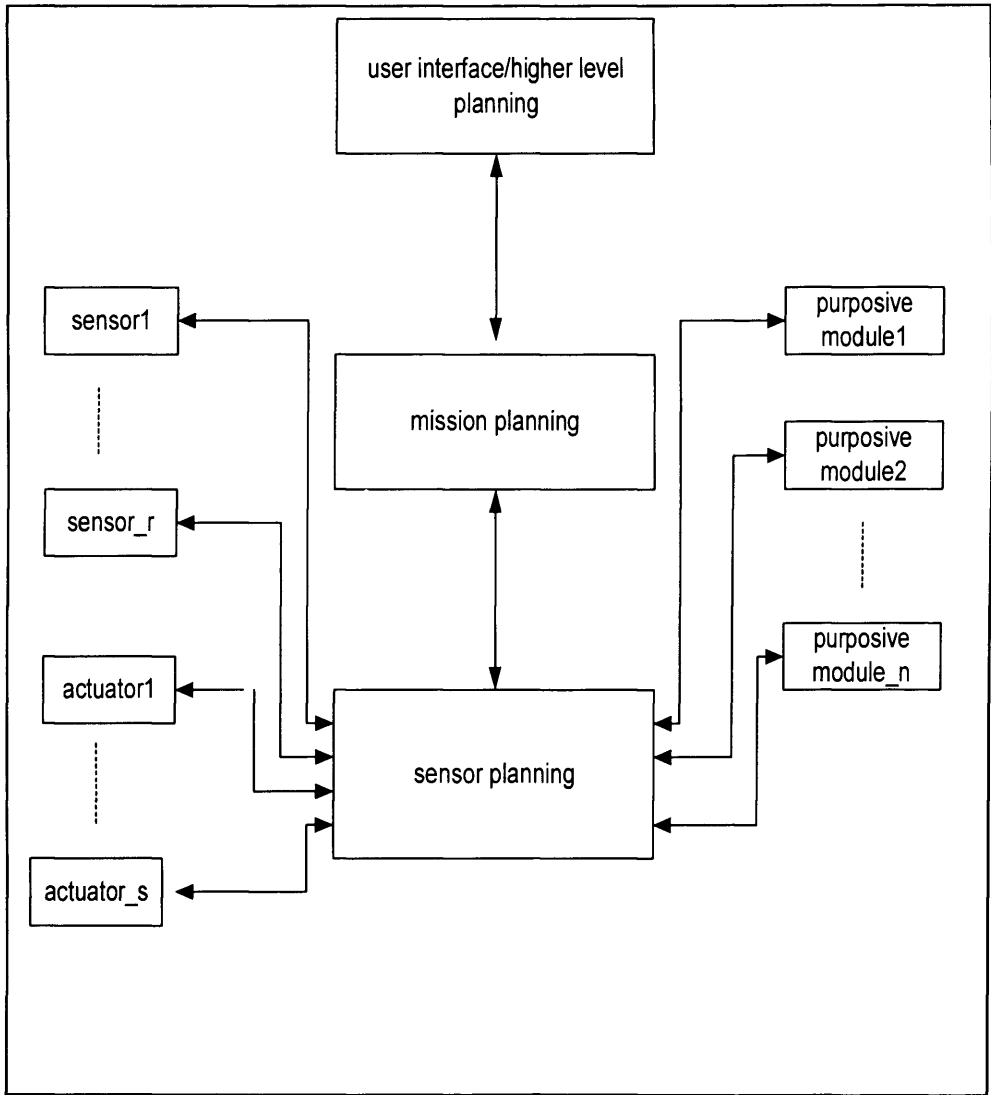 user interface/higher level
planning
sensor1
purposive
module1
mission planning
purposive
module2
sensor_r
purposive
module_n
actuator1
sensor planning
actuator_s